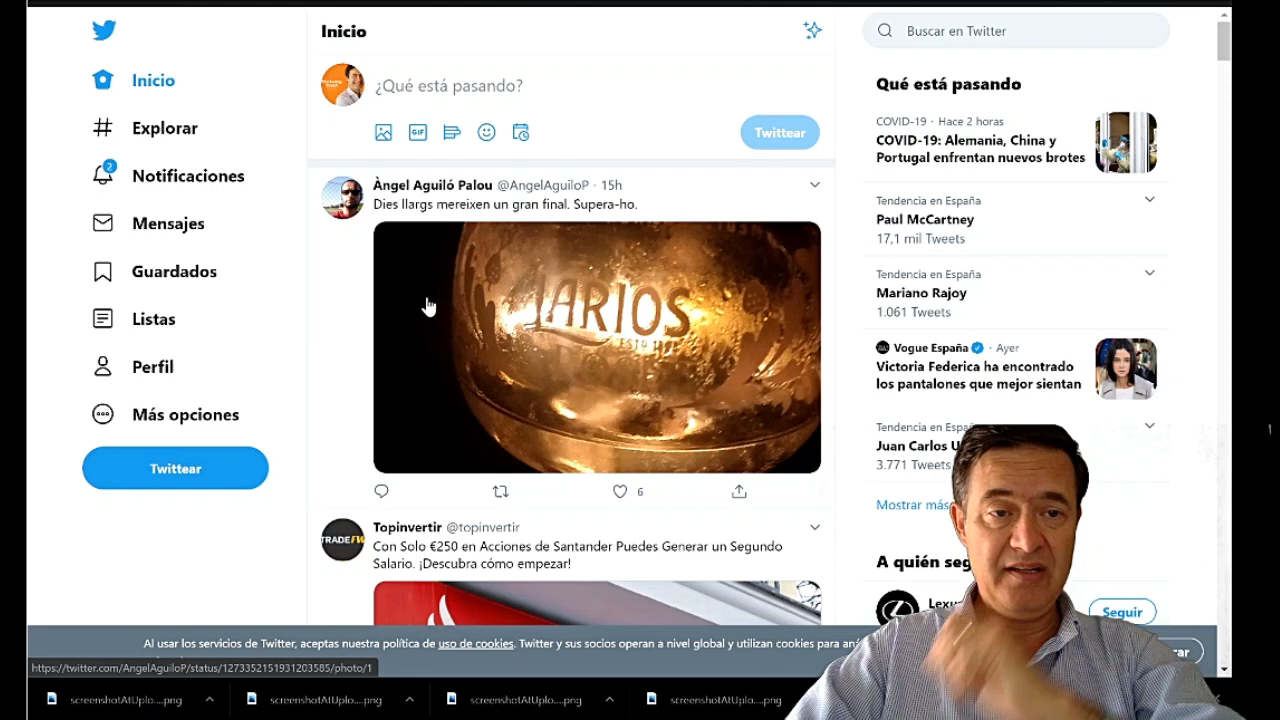 Inicio
Explorar
2
Notificaciones
Mensajes
Guardados
Listas
Perfil
Más opciones
Twittear
Inicio
¿Qué está pasando?
GIF
Twittear
Àngel Aguiló Palou @AngelAguiloP · 15h
Dies llargs mereixen un gran final. Supera-ho.
LARIOS
6
Topinvertir @topinvertir
TRADEFW
Con Solo €250 en Acciones de Santander Puedes Generar un Segundo
Salario. ¡Descubra cómo empezar!
Buscar en Twitter
Qué está pasando
COVID-19 · Hace 2 horas
COVID-19: Alemania, China y
Portugal enfrentan nuevos brotes
Tendencia en España
Paul McCartney
17,1 mil Tweets
Tendencia en España
Mariano Rajoy
1.061 Tweets
Vogue España · Ayer
Victoria Federica ha encontrado
los pantalones que mejor sientan
Tendencia en
Juan Carlos
3.771 Tweets
Mostrar más
A quién
Seguir
Al usar los servicios de Twitter, aceptas nuestra política de uso de cookies. Twitter y sus socios operan a nivel global y utilizan cookies para
https://twitter.com/AngelAguiloP/status/1273352151931203585/photo/1
screenshotAtUplo....png
screenshotAtUplo....png
screenshotAtUplo....png
screenshotAtUplo....png